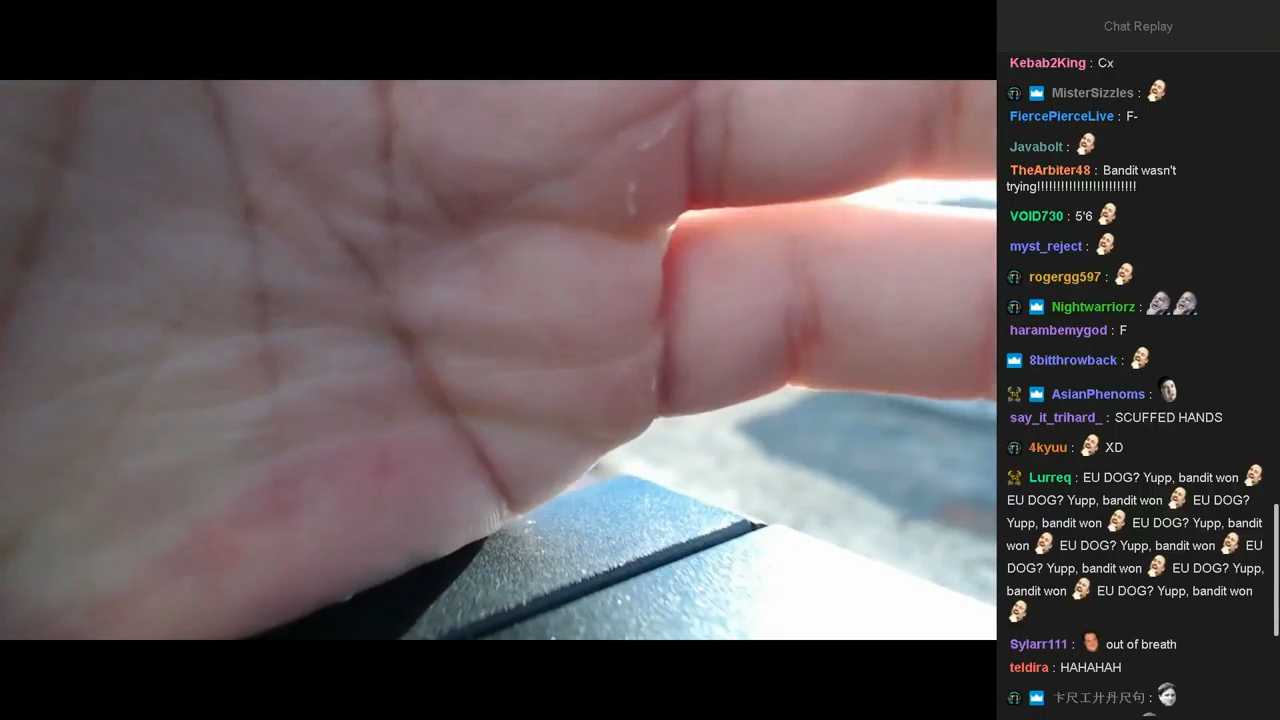 Chat Replay
Kebab2King : Cx
MisterSizzles :
FiercePierceLive : F-
Javabolt :
TheArbiter48 : Bandit wasn't
trying!!!!!!!!!!!!!!!!!!!!!!!!!
VOID730 : 5'6
myst_reject :
rogergg597 :
Nightwarriorz :
harambemygod : F
8bitthrowback :
AsianPhenoms :
say_it_trihard_ : SCUFFED HANDS
4kyuu : XD
Lurreq : EU DOG? Yupp, bandit won
EU DOG? Yupp, bandit won EU DOG?
Yupp, bandit won EU DOG? Yupp, bandit
won EU DOG? Yupp, bandit won EU
DOG? Yupp, bandit won EU DOG? Yupp,
bandit won EU DOG? Yupp, bandit won
Sylarr111 : out of breath
teldira : HAHAHAH
卞尺工廾丹尺句 :